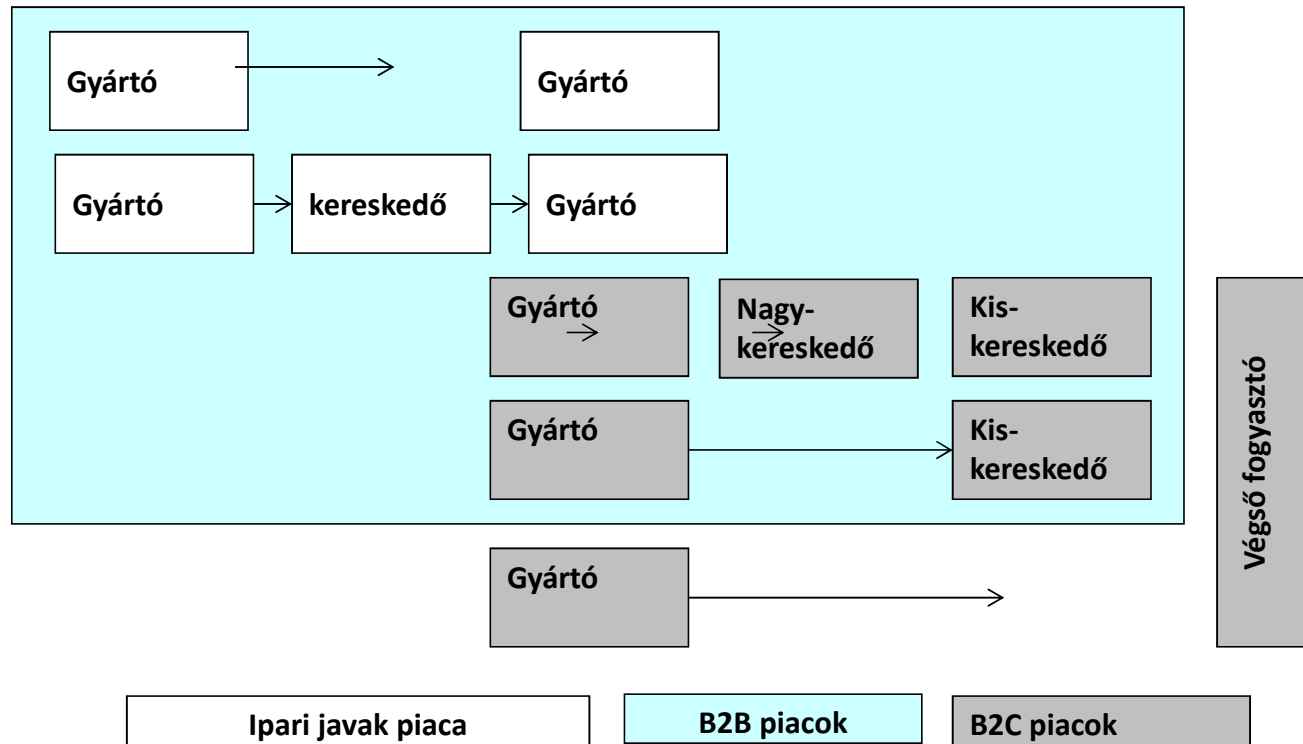 Gyártó
Gyártó
Gyártó
kereskedő
Gyártó
Gyártó
Nagy-
kereskedő
Kis-
kereskedő
Gyártó
Kis-
kereskedő
Végső fogyasztó
Gyártó
Ipari javak piaca
B2B piacok
B2C piacok